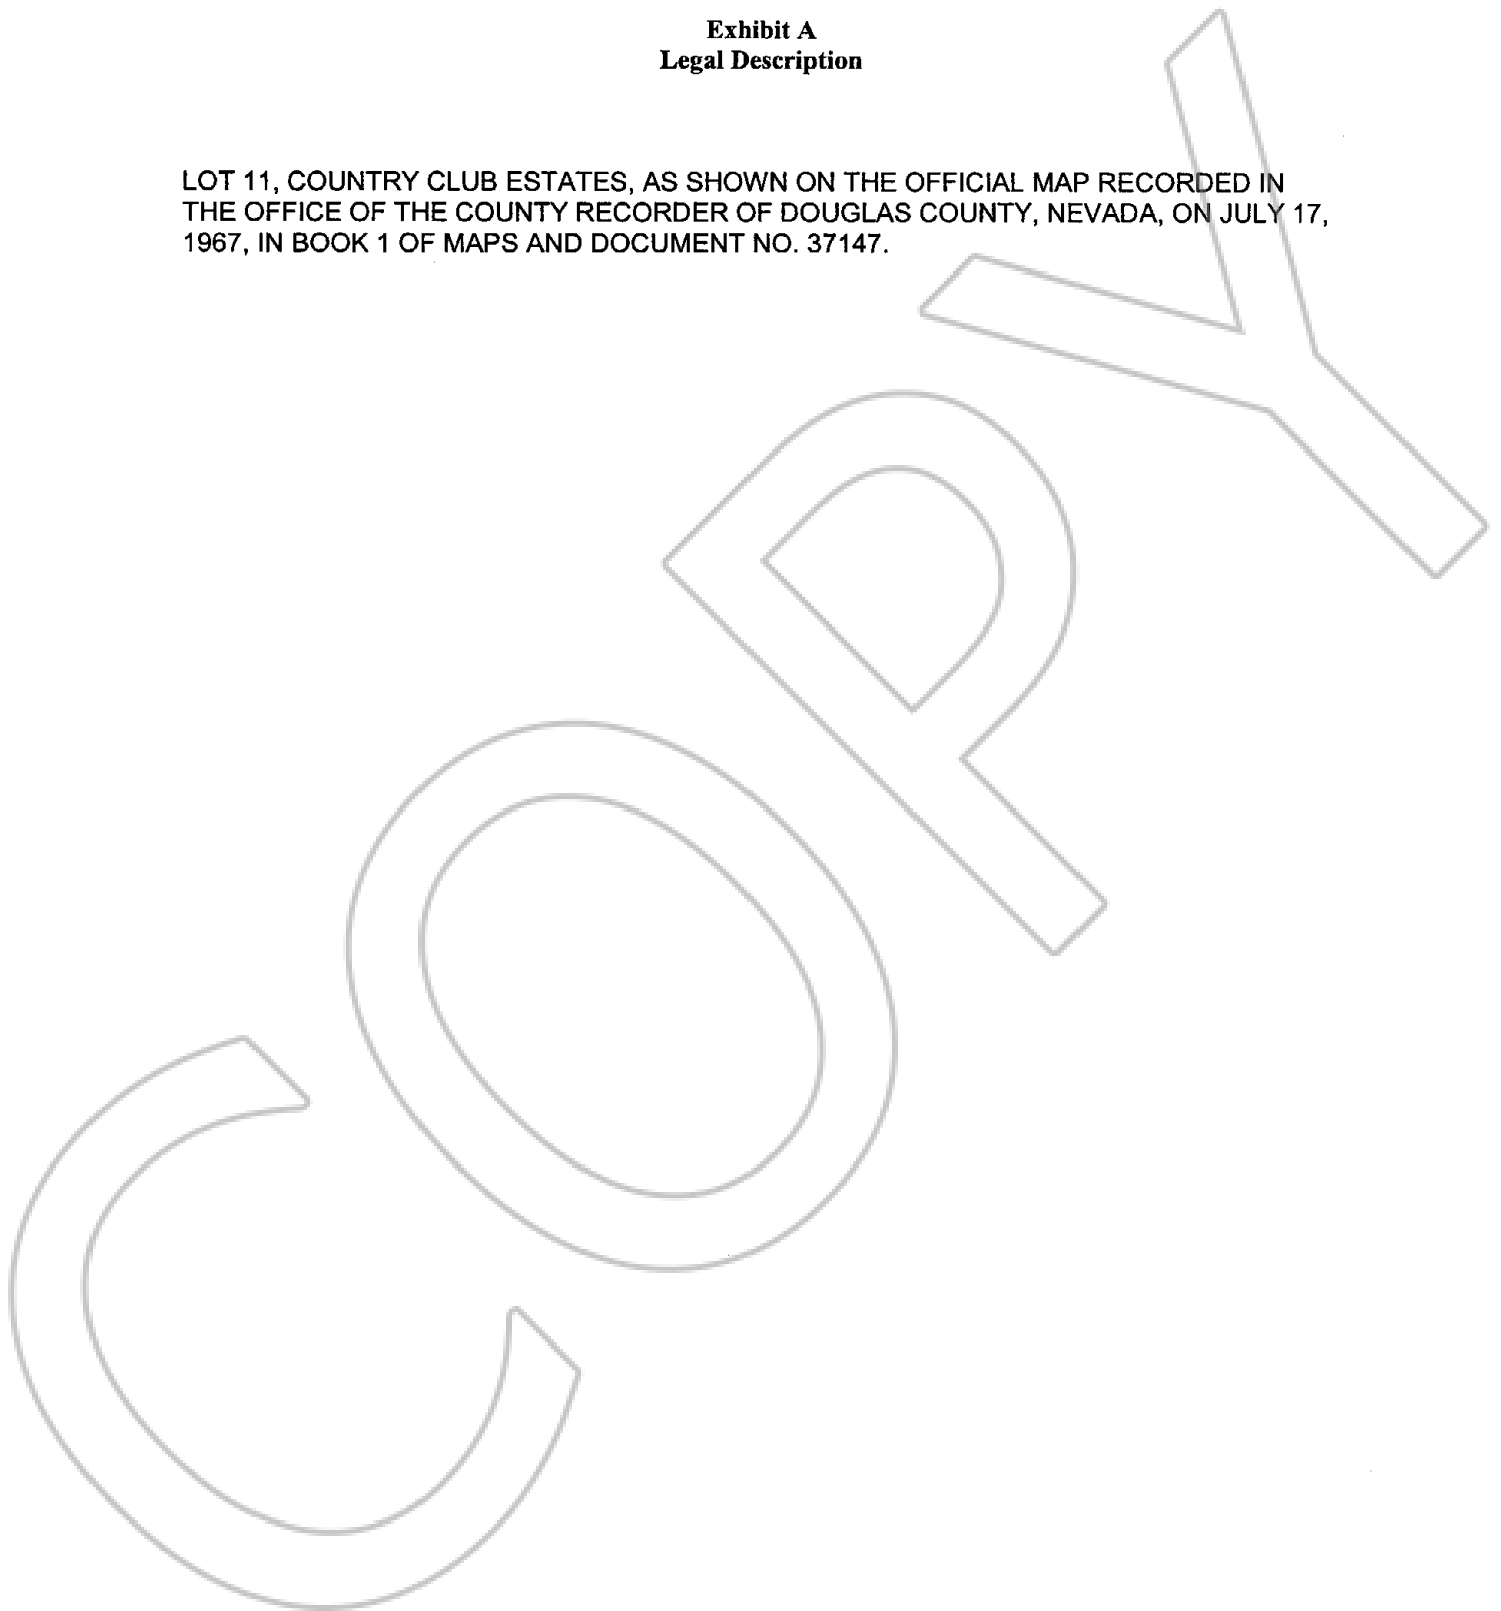 Exhibit A
Legal Description
LOT 11, COUNTRY CLUB ESTATES, AS SHOWN ON THE OFFICIAL MAP RECORDED IN
THE OFFICE OF THE COUNTY RECORDER OF DOUGLAS COUNTY, NEVADA, ON JULY 17,
1967, IN BOOK 1 OF MAPS AND DOCUMENT NO. 37147.
COPY